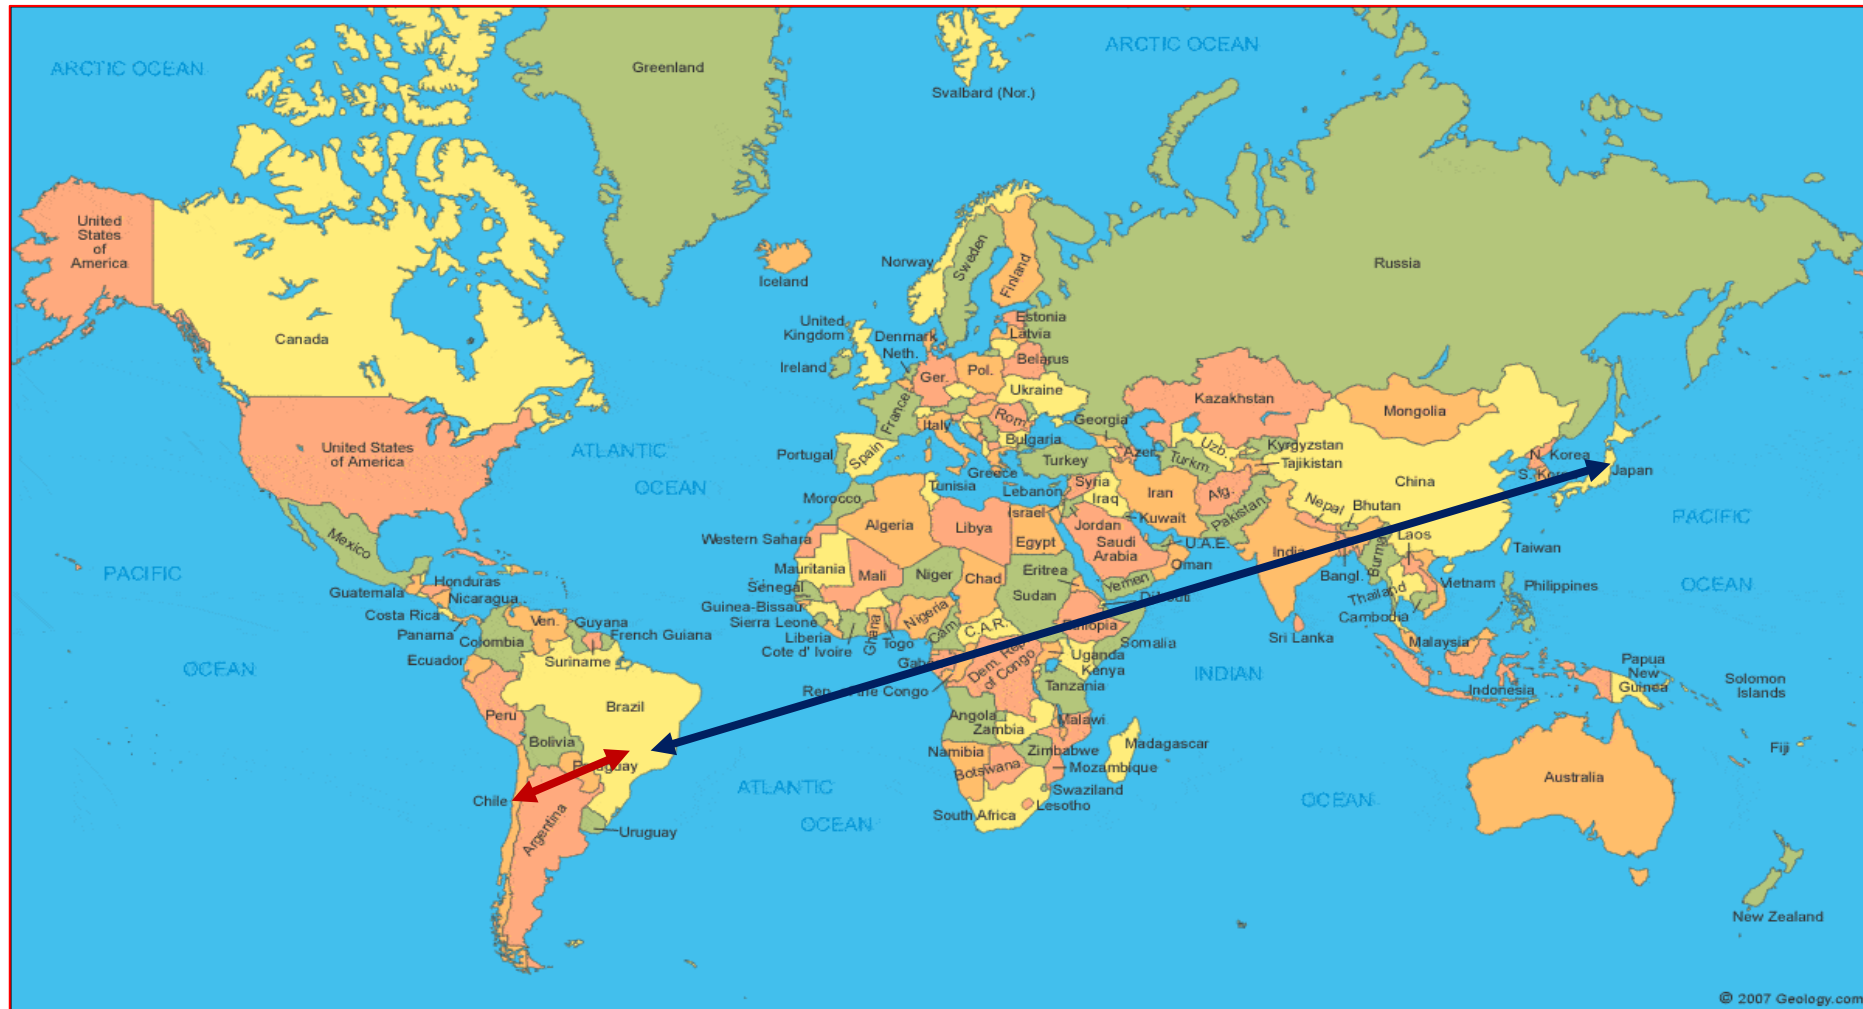 ARCTIC OCEAN
ARCTIC OCEAN
Greenland
Svalbard (Nor.)
United
States
of
America
Canada
Iceland
Norway
Sweden
Finland
Russia
Estonia
Latvia
Belarus
United
Kingdom
Denmark
Neth.
Ireland
Ger.
Pol.
Ukraine
France
Rom.
Italy
Bulgaria
Georgia
Kazakhstan
Mongolia
United States
of America
ATLANTIC
OCEAN
Portugal
Spain
Greece
Turkey
Azer.
Uzb.
Turkm.
Kyrgyzstan
Tajikistan
China
N. Korea
S. Kore
Japan
Morocco
Tunisia
Lebanon
Syria
Iraq
Iran
Afg.
Pakistan
Nepal
Bhutan
Israel
Jordan
Kuwait
Western Sahara
Algeria
Libya
Egypt
Saudi
Arabia
U.A.E.
Oman
India
Bangl.
Burma
Laos
Taiwan
PACIFIC
OCEAN
Mexico
PACIFIC
OCEAN
Guatemala
Honduras
Nicaragua
Costa Rica
Panama
Mauritania
Mali
Niger
Chad
Sudan
Eritrea
Yemen
Djibouti
Senegal
Guinea-Bissau
Sierra Leone
Liberia
Cote d' Ivoire
Ghana
Togo
Nigeria
Cam.
C.A.R.
Ethiopia
Somalia
Sri Lanka
Thailand
Cambodia
Vietnam
Philippines
Malaysia
Indonesia
Papua
New
Guinea
Solomon
Islands
Ven.
Guyana
French Guiana
Suriname
Colombia
Ecuador
Peru
Brazil
Bolivia
Paraguay
Chile
Argentina
Uruguay
Gabo
Rep. of the Congo
Dem. Rep
of Congo
Uganda
Kenya
Tanzania
Angola
Zambia
Malawi
Namibia
Botswana
Zimbabwe
Mozambique
Madagascar
Swaziland
Lesotho
South Africa
ATLANTIC
OCEAN
INDIAN
OCEAN
Australia
Fiji
New Zealand
© 2007 Geology.com